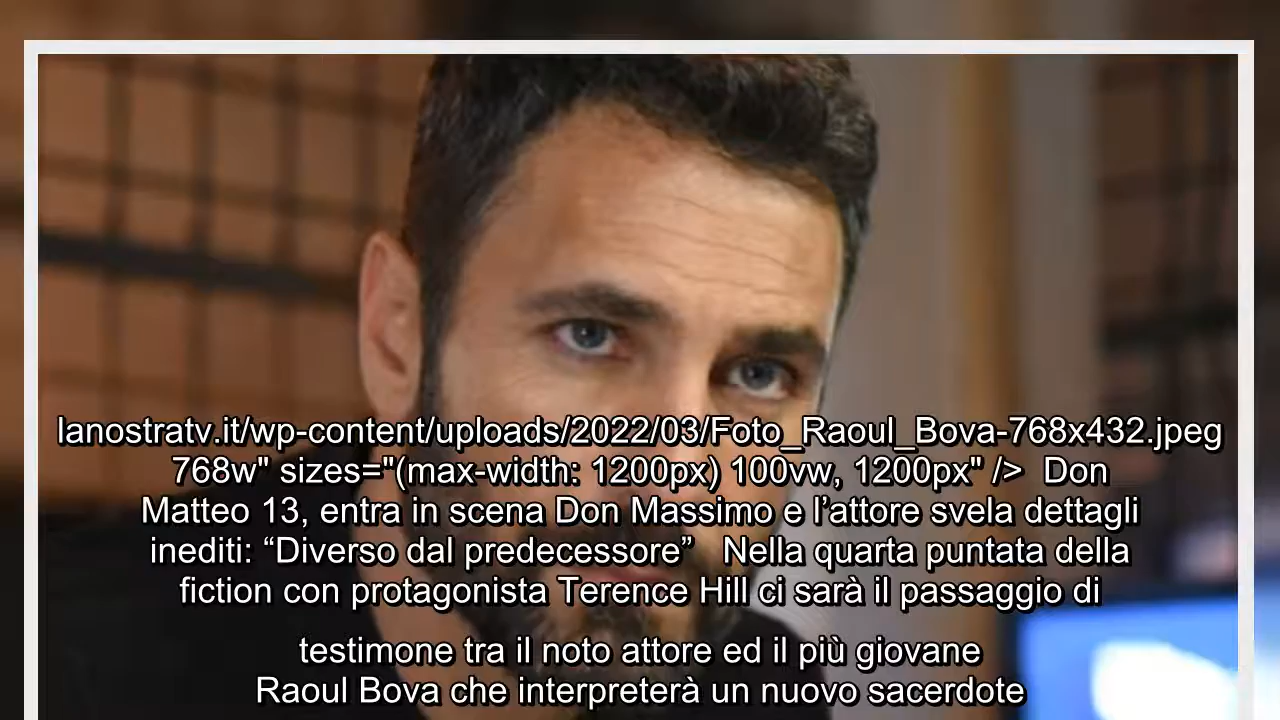 lanostratv.it/wp-content/uploads/2022/03/Foto_Raoul_Bova-768x432.jpeg
768w" sizes="(max-width: 1200px) 100vw, 1200px" /> Don
Matteo 13, entra in scena Don Massimo e l’attore svela dettagli
inediti: “Diverso dal predecessore” Nella quarta puntata della
fiction con protagonista Terence Hill ci sarà il passaggio di
testimone tra il noto attore ed il più giovane
Raoul Bova che interpreterà un nuovo sacerdote